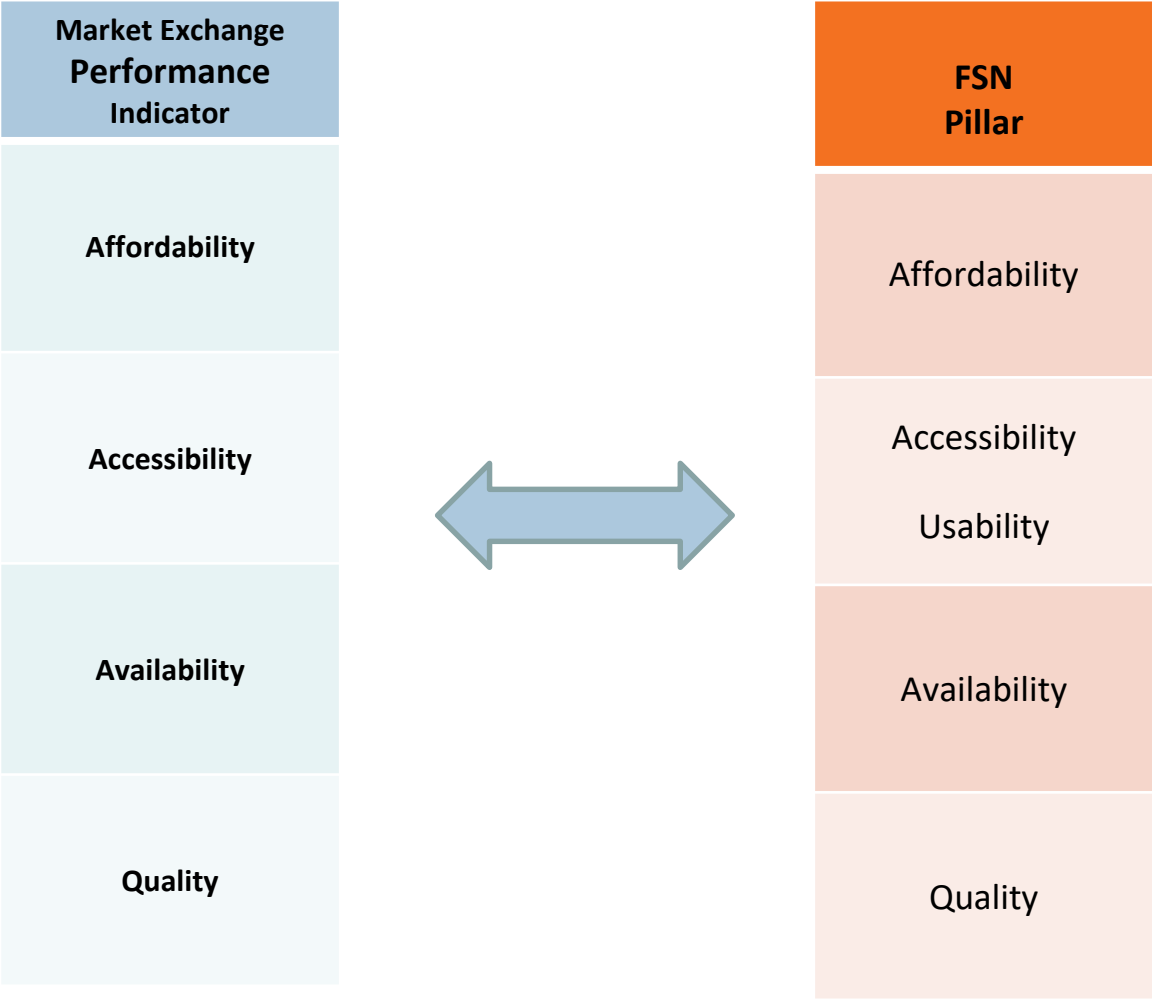 Market Exchange
Performance
Indicator
Affordability
Accessibility
Availability
Quality
FSN
Pillar
Affordability
Accessibility
Usability
Availability
Quality